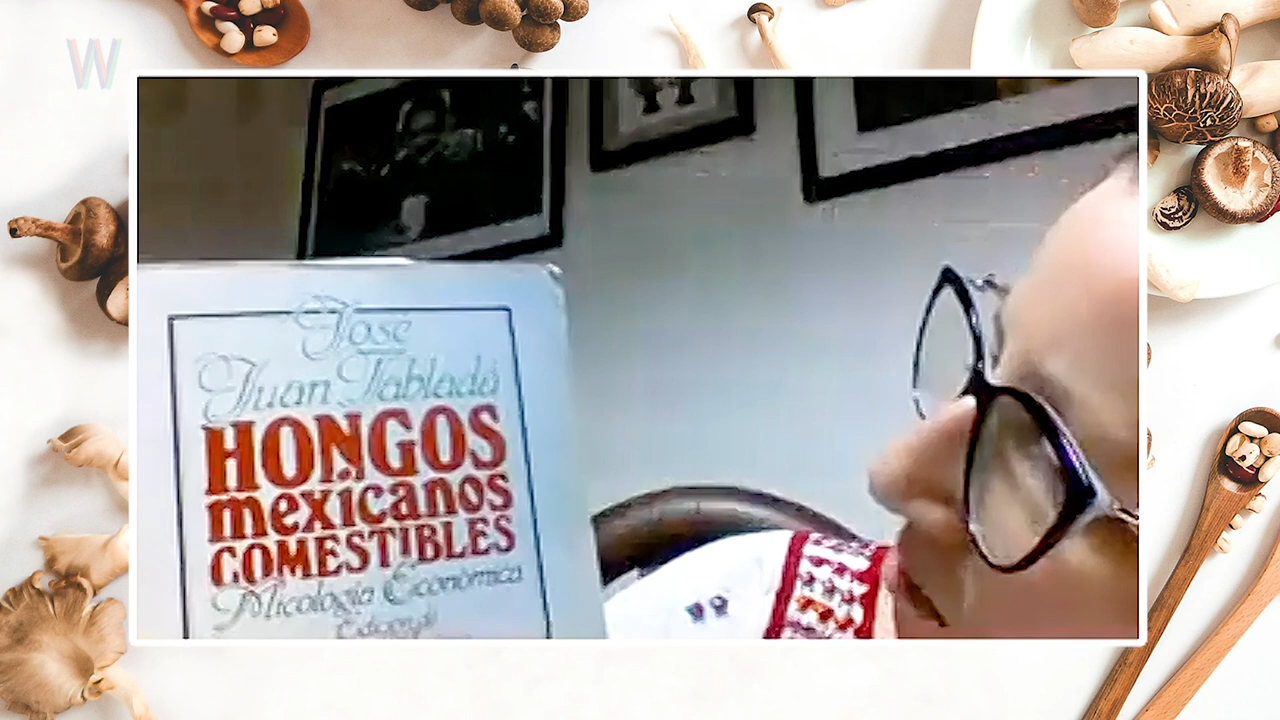 W
José
Juan Tablada
HONGOS
mexicanos
COMESTIBLES
Micología Económica